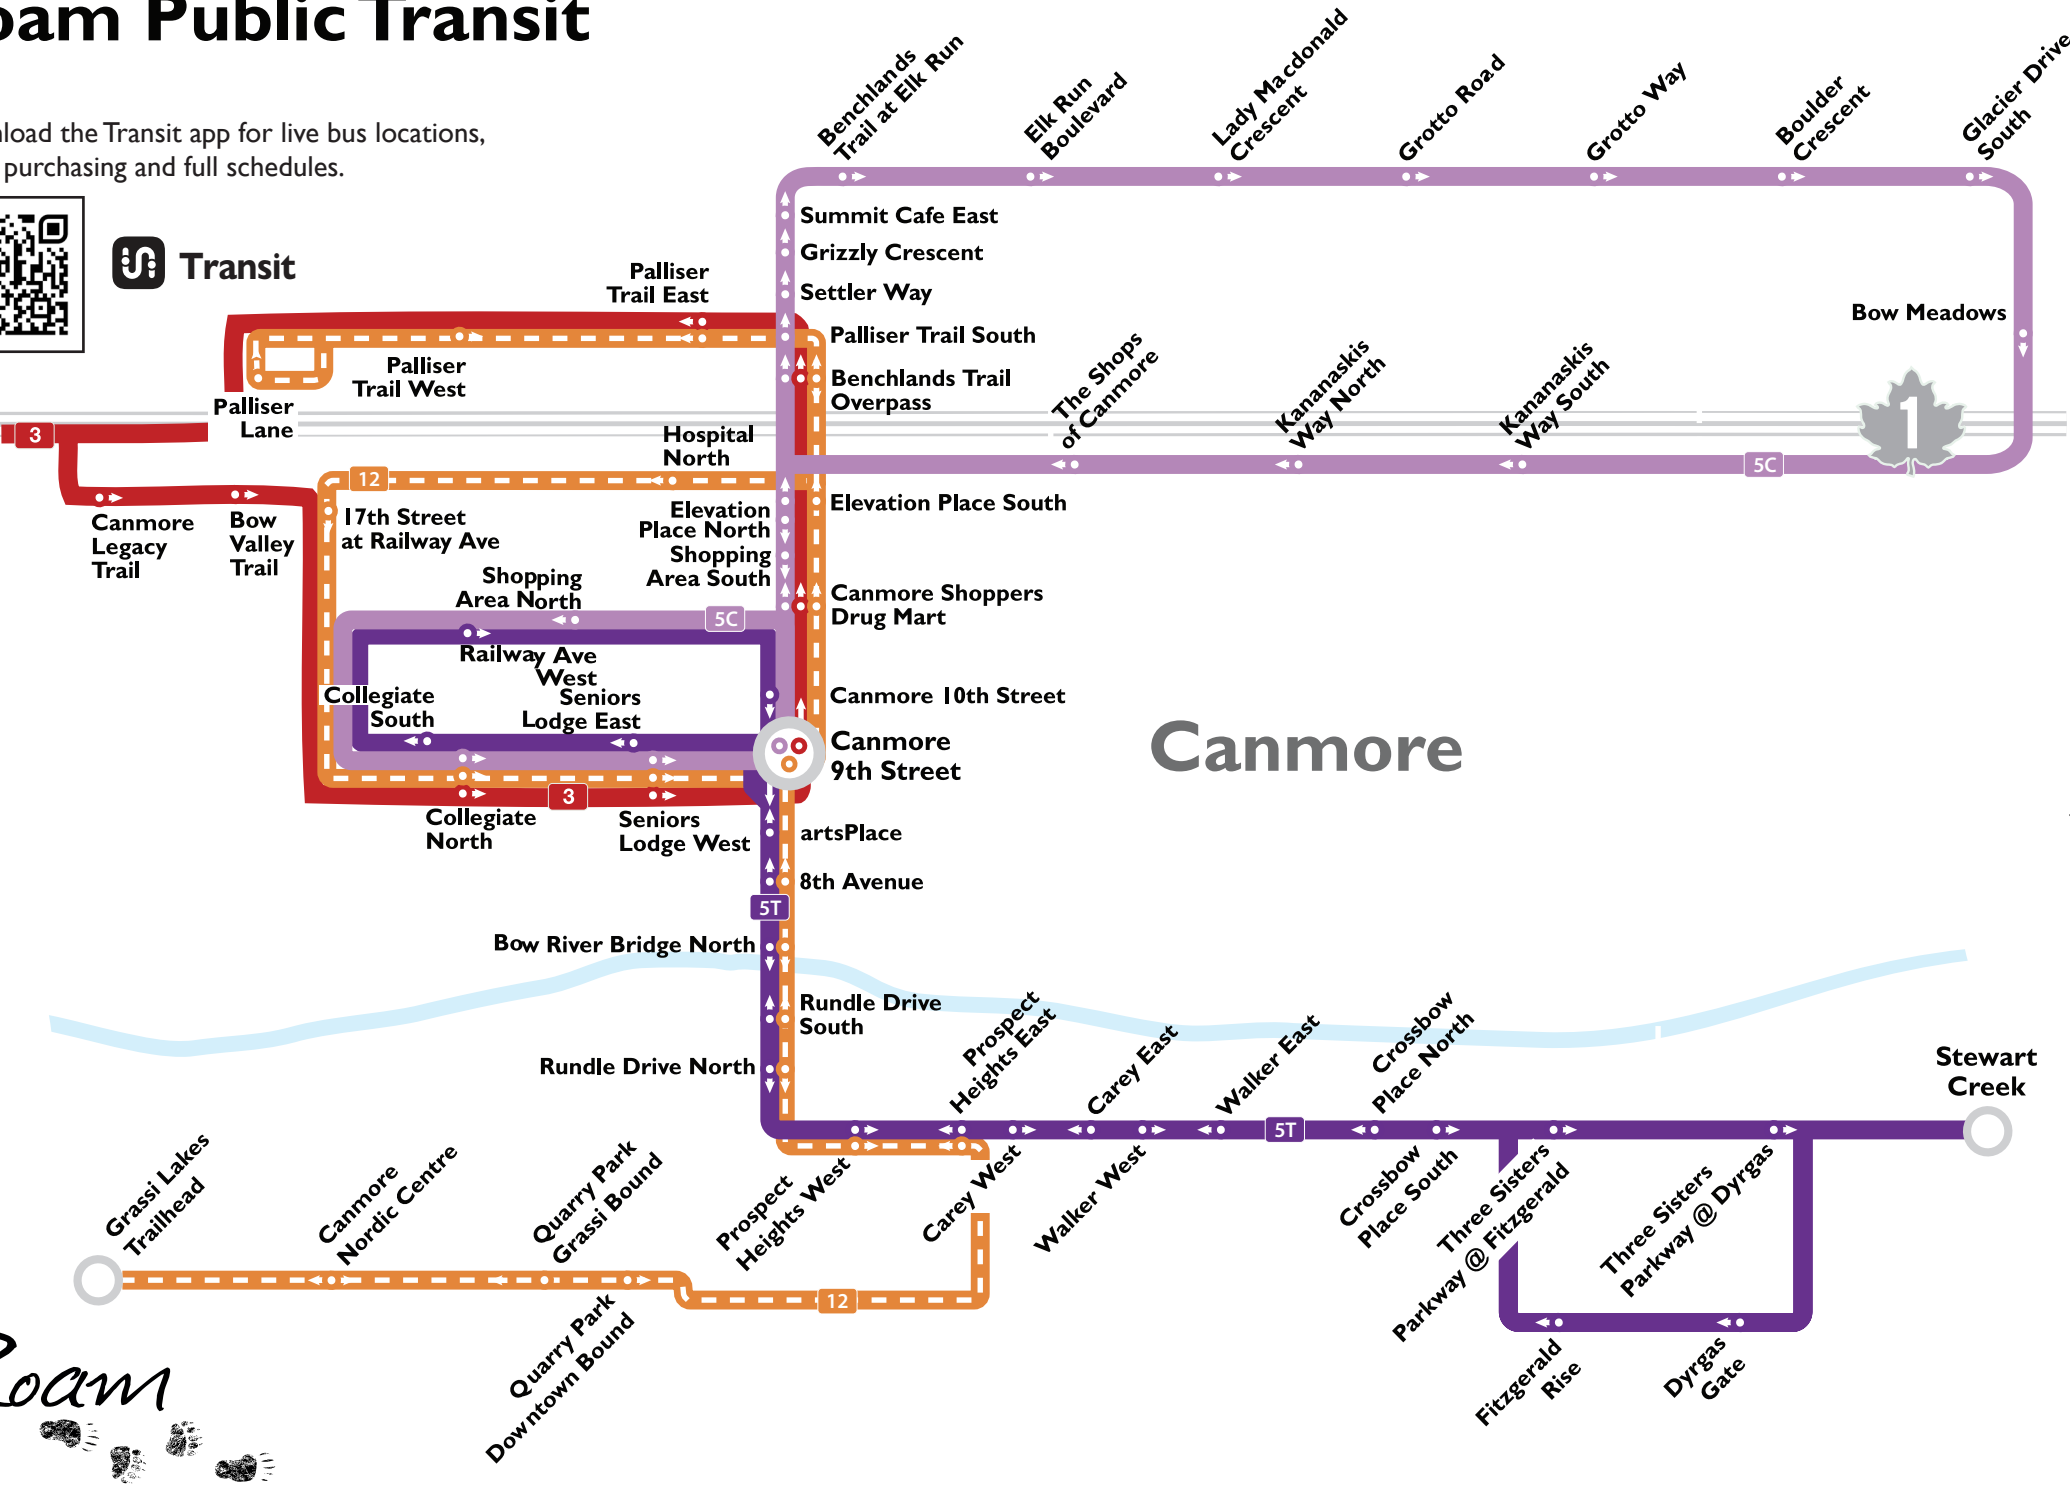 oam Public Transit
load the Transit app for live bus locations,
purchasing and full schedules.
Transit
Benchlands
Trail at Elk Run
Elk Run
Boulevard
Lady Macdonald
Crescent
Grotto Road
Grotto Way
Boulder
Crescent
Glacier Drive
South
Summit Cafe East
Grizzly Crescent
Settler Way
Palliser
Trail East
Palliser Trail South
Bow Meadows
Palliser
Trail West
Benchlands Trail
Overpass
The Shops
of Canmore
Kananaskis
Way North
Kananaskis
Way South
1
Palliser
Lane
3
Hospital
North
5C
12
Canmore
Legacy
Trail
Bow
Valley
Trail
17th Street
at Railway Ave
Elevation
Place North
Elevation Place South
Shopping
Area South
Shopping
Area North
5C
Canmore Shoppers
Drug Mart
Railway Ave
West
Collegiate
South
Seniors
Lodge East
Canmore 10th Street
Canmore
9th Street
Canmore
3
Collegiate
North
Seniors
Lodge West
artsPlace
8th Avenue
5T
Bow River Bridge North
Rundle Drive
South
Rundle Drive North
Prospect
Heights East
Carey East
Walker East
Crossbow
Place North
Stewart
Creek
5T
Grassi Lakes
Trailhead
Canmore
Nordic Centre
Quarry Park
Grassi Bound
Prospect
Heights West
Carey West
Walker West
Crossbow
Place South
Three Sisters
Parkway @ Fitzgerald
Three Sisters
Parkway @ Dyrgas
12
Quarry Park
Downtown Bound
Fitzgerald
Rise
Dyrgas
Gate
Roam